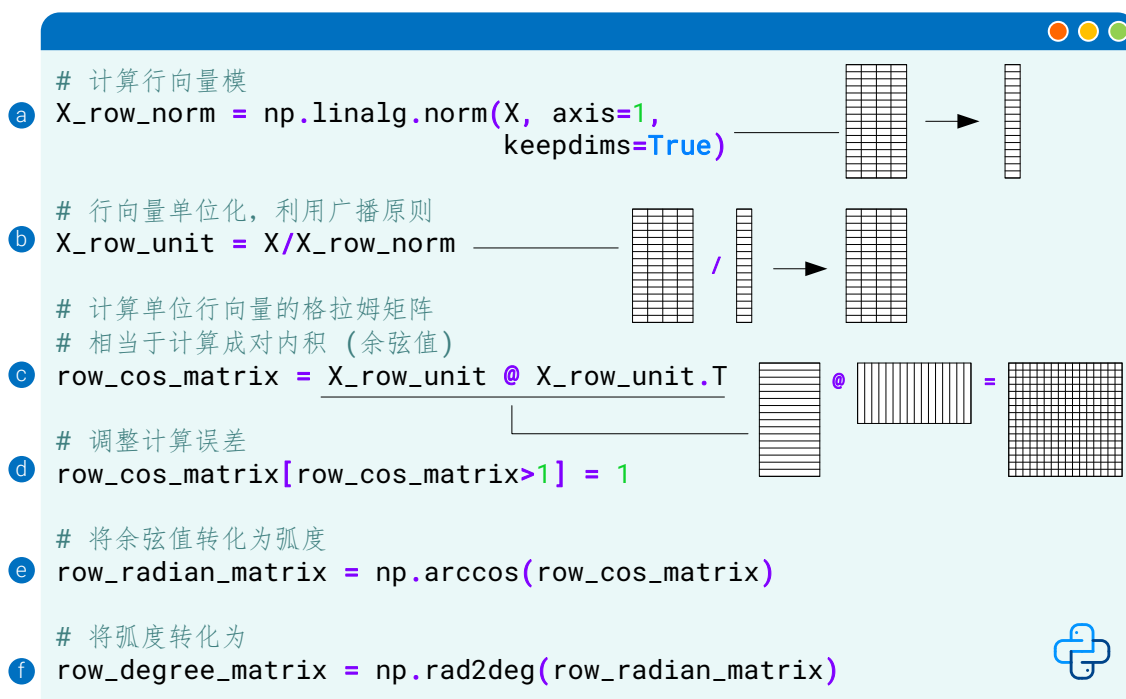 # 计算行向量模
a X_row_norm = np.linalg.norm(X, axis=1,
keepdims=True)
# 行向量单位化，利用广播原则
b X_row_unit = X/X_row_norm
/
# 计算单位行向量的格拉姆矩阵
# 相当于计算成对内积 (余弦值)
c row_cos_matrix = X_row_unit @ X_row_unit.T
@ =
# 调整计算误差
d row_cos_matrix[row_cos_matrix>1] = 1
# 将余弦值转化为弧度
e row_radian_matrix = np.arccos(row_cos_matrix)
# 将弧度转化为
f row_degree_matrix = np.rad2deg(row_radian_matrix)